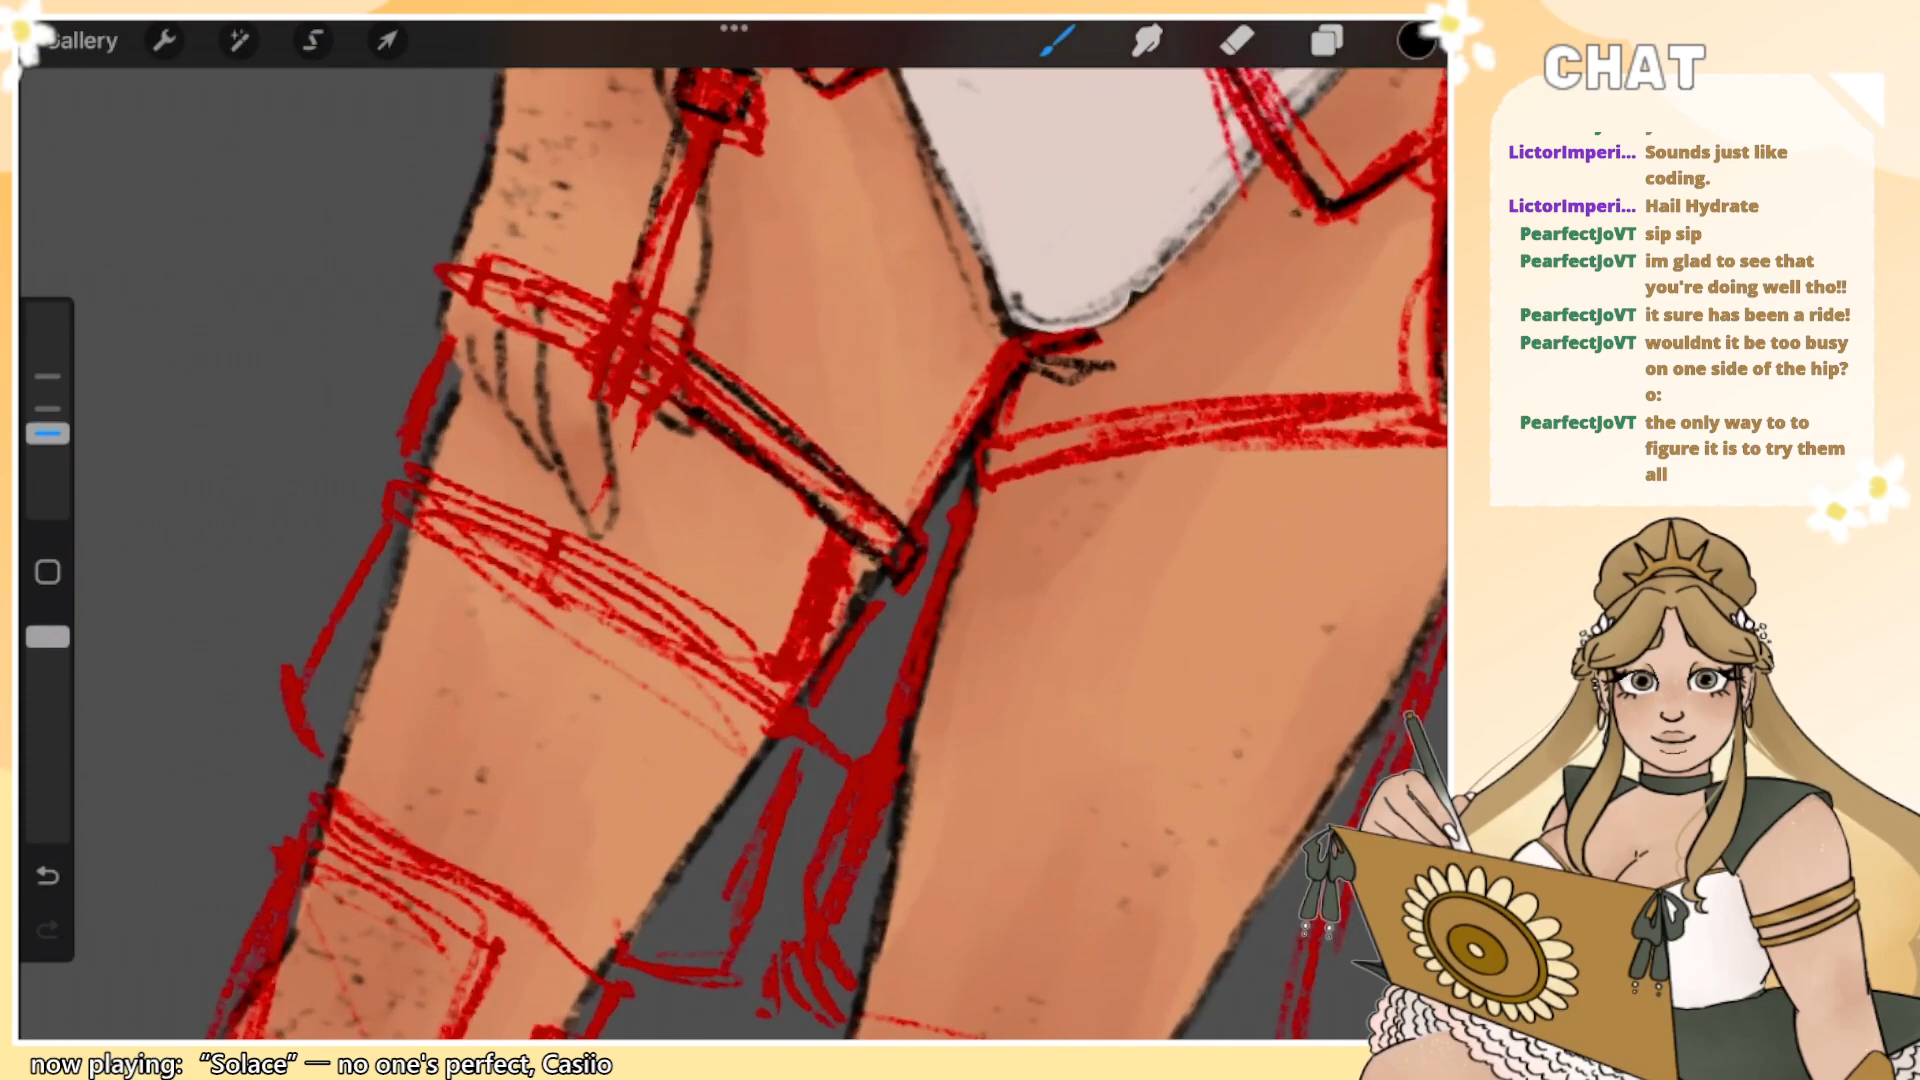 Gallery
CHAT
LictorImperi... Sounds just like
coding.
LictorImperi... Hail Hydrate
PearfectJoVT sip sip
PearfectJoVT im glad to see that
you're doing well tho!!
PearfectJoVT it sure has been a ride!
PearfectJoVT wouldnt it be too busy
on one side of the hip?
o:
PearfectJoVT the only way to to
figure it is to try them
all
now playing: “Solace” — no one's perfect, Casiio